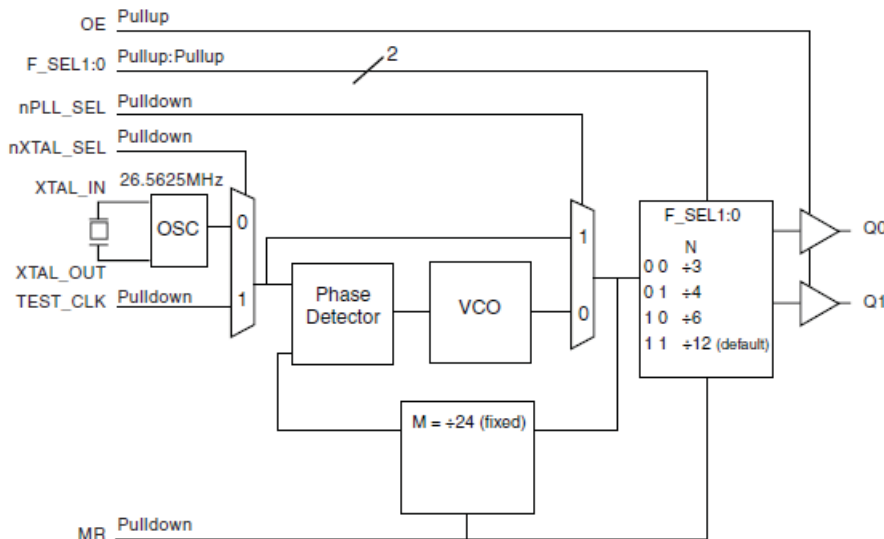 OE Pullup
F_SEL1:0 Pullup:Pullup 2
nPLL_SEL Pulldown
nXTAL_SEL Pulldown
XTAL_IN 26.5625MHz
OSC
0
XTAL_OUT
TEST_CLK Pulldown
1
Phase
Detector
VCO
1
0
F_SEL1:0
N
0 0 ÷3
0 1 ÷4
1 0 ÷6
1 1 ÷12 (default)
Q0
Q1
M = ÷24 (fixed)
MR Pulldown